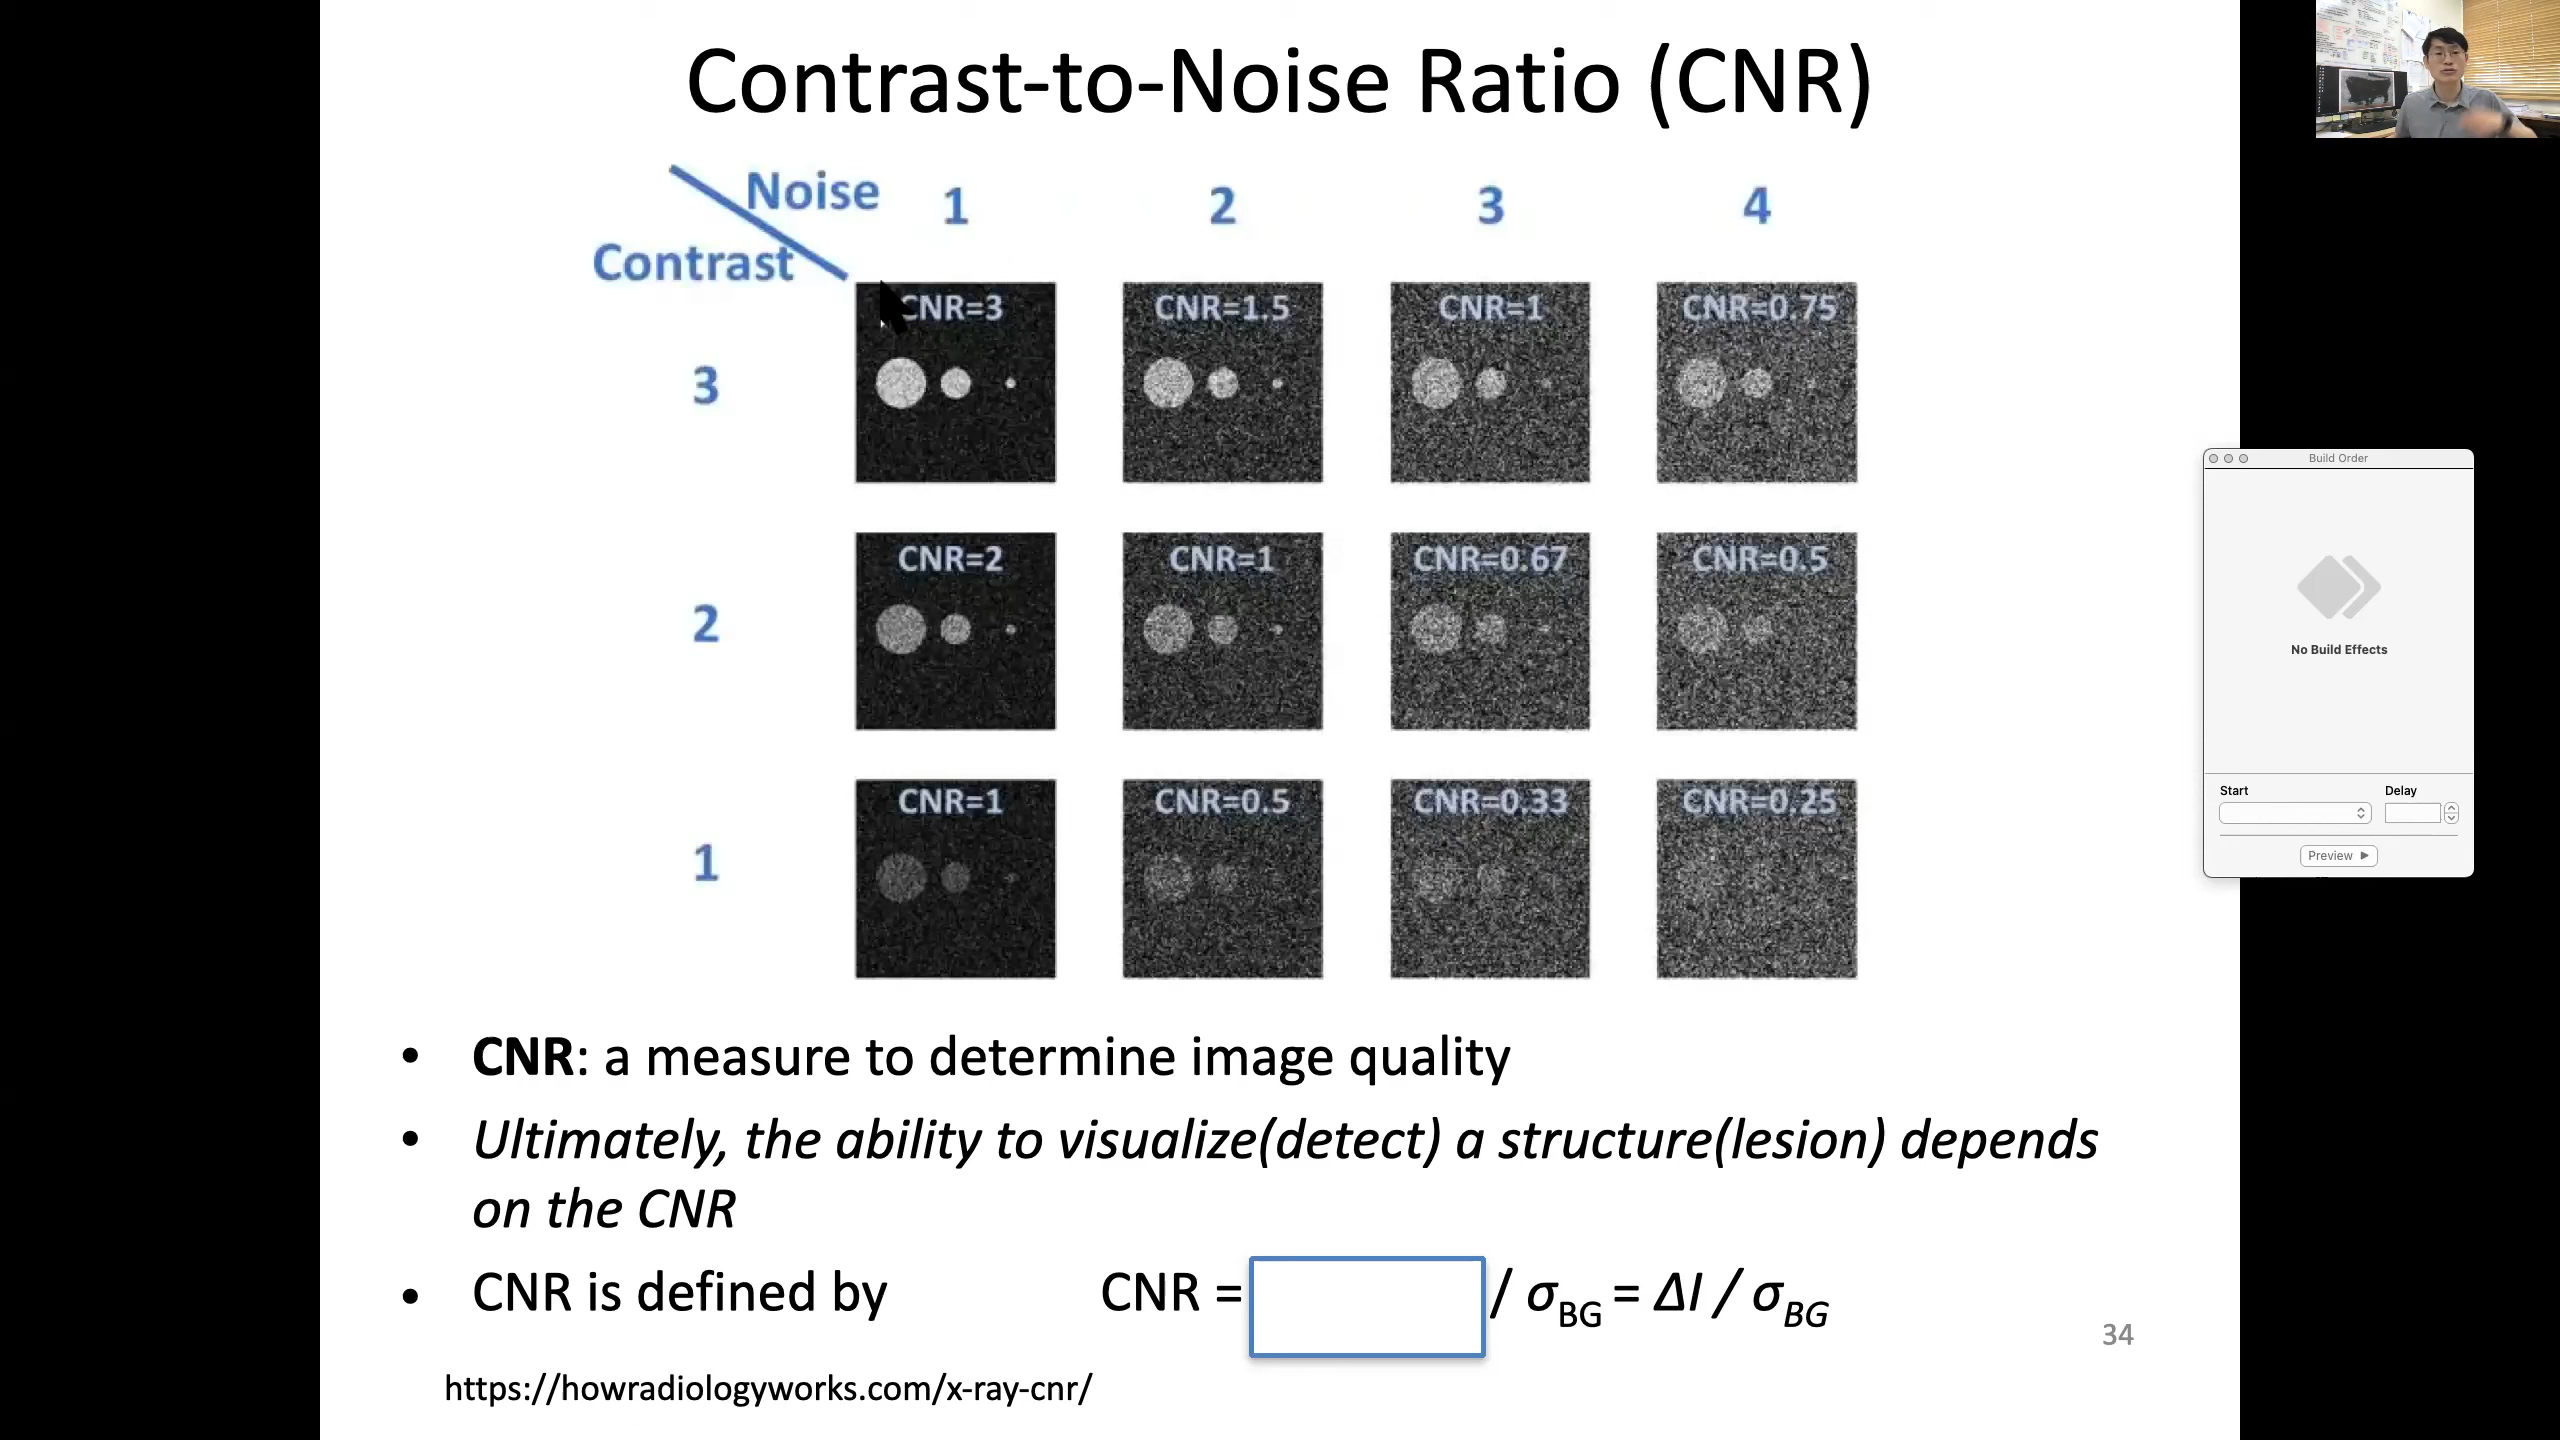 Contrast-to-Noise Ratio (CNR)
Noise 1 2 3 4
Contrast
CNR=3 CNR=1.5 CNR=1 CNR=0.75
3
CNR=2 CNR=1 CNR=0.67 CNR=0.5
2
CNR=1 CNR=0.5 CNR=0.33 CNR=0.25
1
• CNR: a measure to determine image quality
• Ultimately, the ability to visualize(detect) a structure(lesion) depends
on the CNR
• CNR is defined by CNR = / σBG = ΔI / σBG
34
https://howradiologyworks.com/x-ray-cnr/
Build Order
No Build Effects
Start Delay
Preview